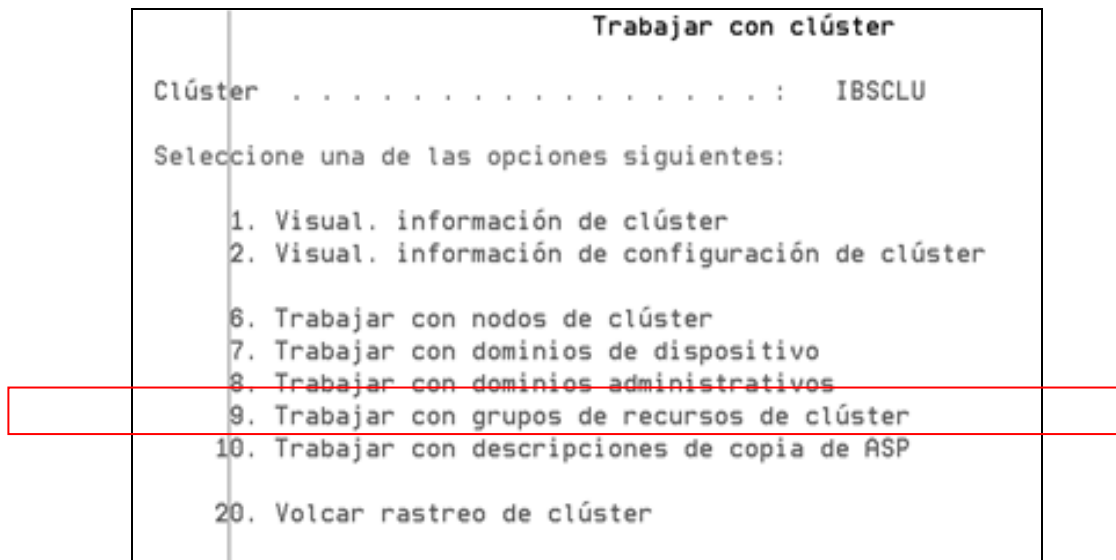 Trabajar con clúster
Clúster . . . . . . . . . . . . . . . . . : IBSCLU
Seleccione una de las opciones siguientes:
1. Visual. información de clúster
2. Visual. información de configuración de clúster
6. Trabajar con nodos de clúster
7. Trabajar con dominios de dispositivo
8. Trabajar con dominios administrativos
9. Trabajar con grupos de recursos de clúster
10. Trabajar con descripciones de copia de ASP
20. Volcar rastreo de clúster